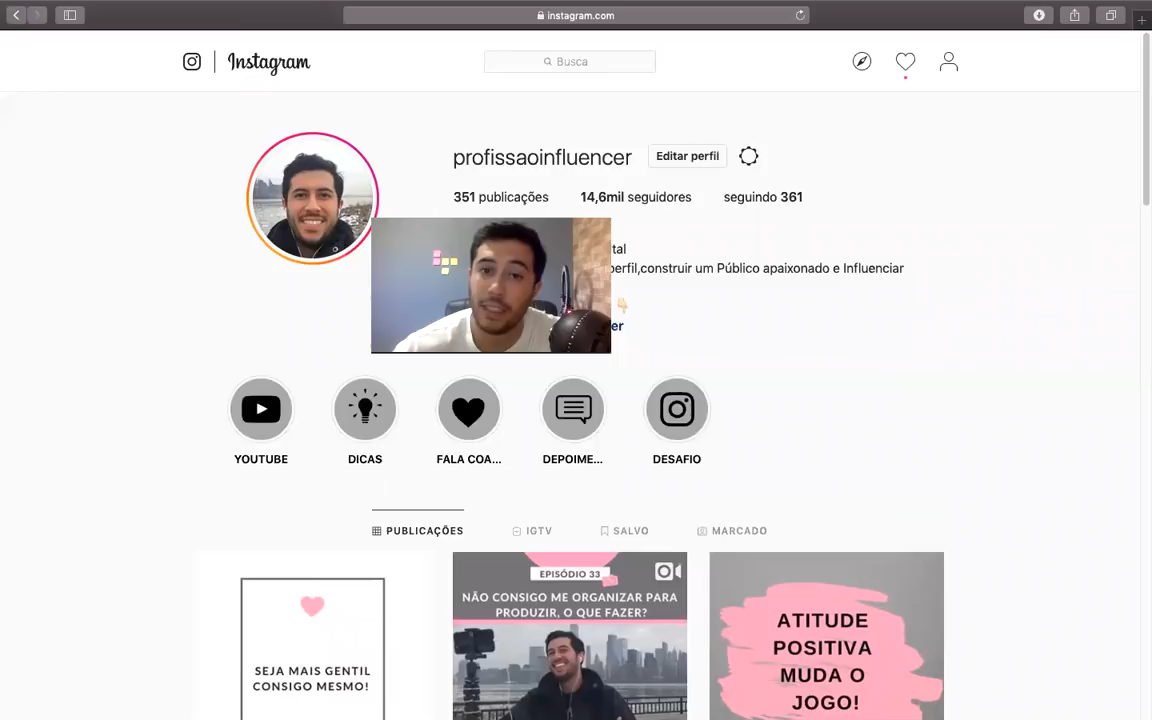 instagram.com
Instagram
Busca
profissaoinfluencer
Editar perfil
351 publicações
14,6mil seguidores
seguindo 361
tal
perfil,construir um Público apaixonado e Influenciar
er
YOUTUBE
DICAS
FALA COA...
DEPOIME...
DESAFIO
PUBLICAÇÕES
IGTV
SALVO
MARCADO
SEJA MAIS GENTIL
CONSIGO MESMO!
EPISÓDIO 33
NÃO CONSIGO ME ORGANIZAR PARA
PRODUZIR, O QUE FAZER?
ATITUDE
POSITIVA
MUDA O
JOGO!